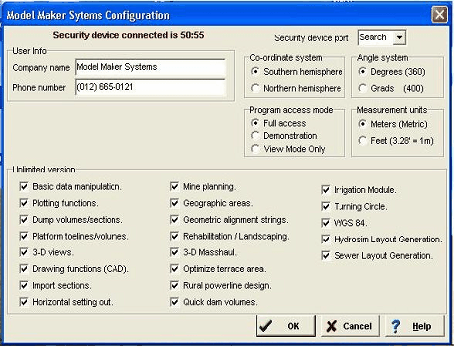 Model Maker Sytems Configuration
Security device connected is 50:55
Security device port Search
User Info
Company name Model Maker Systems
Phone number (012) 665-0121
Co-ordinate system
Southern hemisphere
Northern hemisphere
Angle system
Degrees (360)
Grads (400)
Program access mode
Full access
Demonstration
View Mode Only
Measurement units
Meters (Metric)
Feet (3.28' = 1m)
Unlimited version
Basic data manipulation.
Plotting functions.
Dump volumes/sections.
Platform toelines/volunes.
3-D views.
Drawing functions (CAD).
Import sections.
Horizontal setting out.
Mine planning.
Geographic areas.
Geometric alignment strings.
Rehabilitation / Landscaping.
3-D Masshaul.
Optimize terrace area.
Rural powerline design.
Quick dam volumes.
Irrigation Module.
Turning Circle.
WGS 84.
Hydrosim Layout Generation.
Sewer Layout Generation.
OK
Cancel
Help